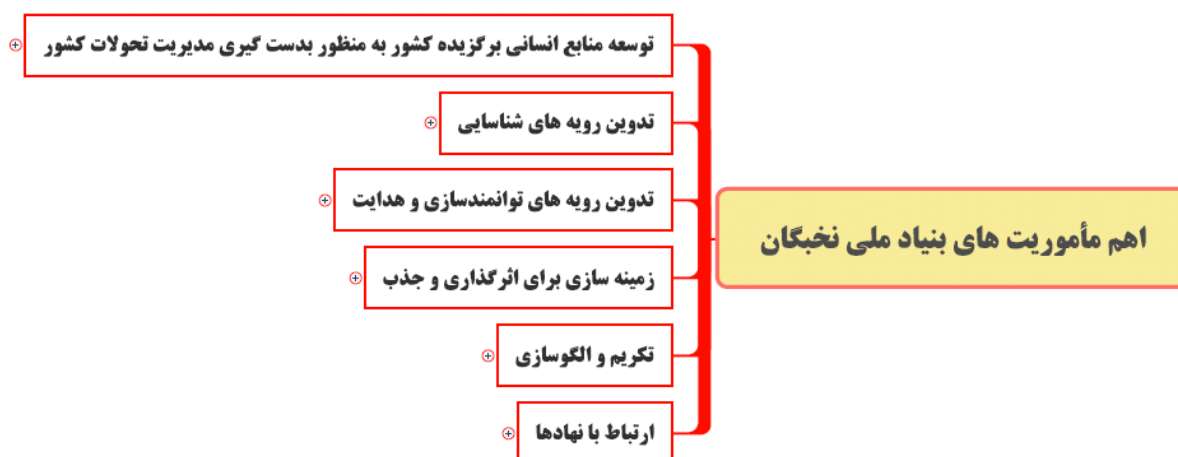 اهم مأموریت های بنیاد ملی نخبگان
توسعه منابع انسانی برگزیده کشور به منظور بدست گیری مدیریت تحولات کشور
تدوین رویه های شناسایی
تدوین رویه های توانمندسازی و هدایت
زمینه سازی برای اثرگذاری و جذب
تکریم و الگوسازی
ارتباط با نهادها